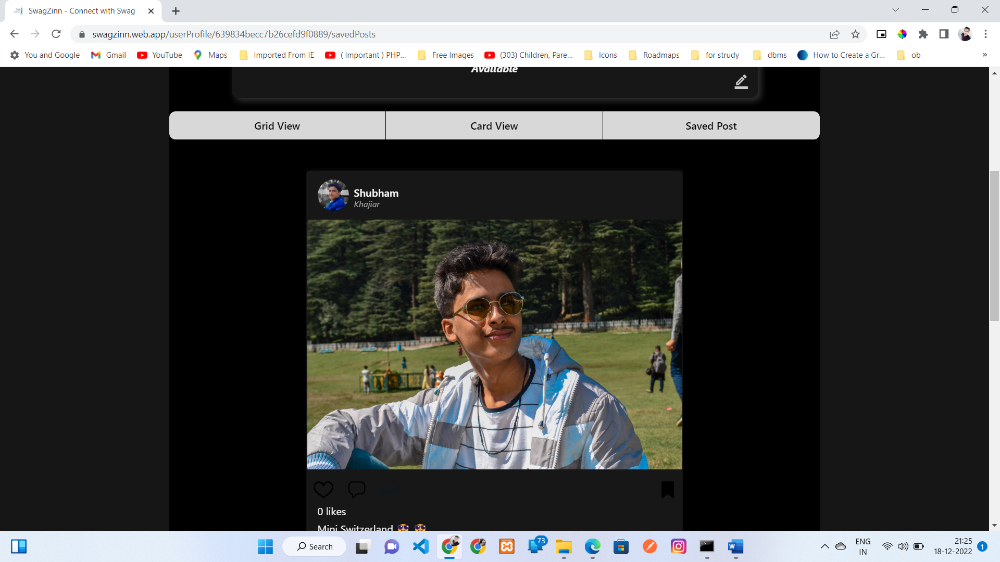 SwagZinn - Connect with Swag
swagzinn.web.app/userProfile/639834becc7b26cefd9f0889/savedPosts
You and Google
Gmail
YouTube
Maps
Imported From IE
( Important ) PHP...
Free Images
(303) Children, Pare...
Icons
Roadmaps
for strudy
dbms
How to Create a Gr...
ob
»
Available
Grid View
Card View
Saved Post
Shubham
Khajiar
0 likes
Mini Switzerland
Search
73
ENG
IN
21:25
18-12-2022
1